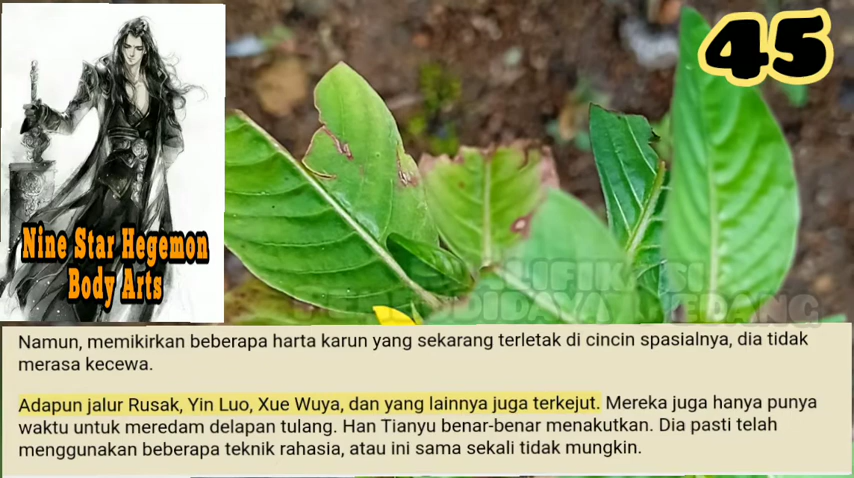 45
Nine Star Hegemon
Body Arts
Namun, memikirkan beberapa harta karun yang sekarang terletak di cincin spasialnya, dia tidak
merasa kecewa.
Adapun jalur Rusak, Yin Luo, Xue Wuya, dan yang lainnya juga terkejut. Mereka juga hanya punya
waktu untuk meredam delapan tulang. Han Tianyu benar-benar menakutkan. Dia pasti telah
menggunakan beberapa teknik rahasia, atau ini sama sekali tidak mungkin.